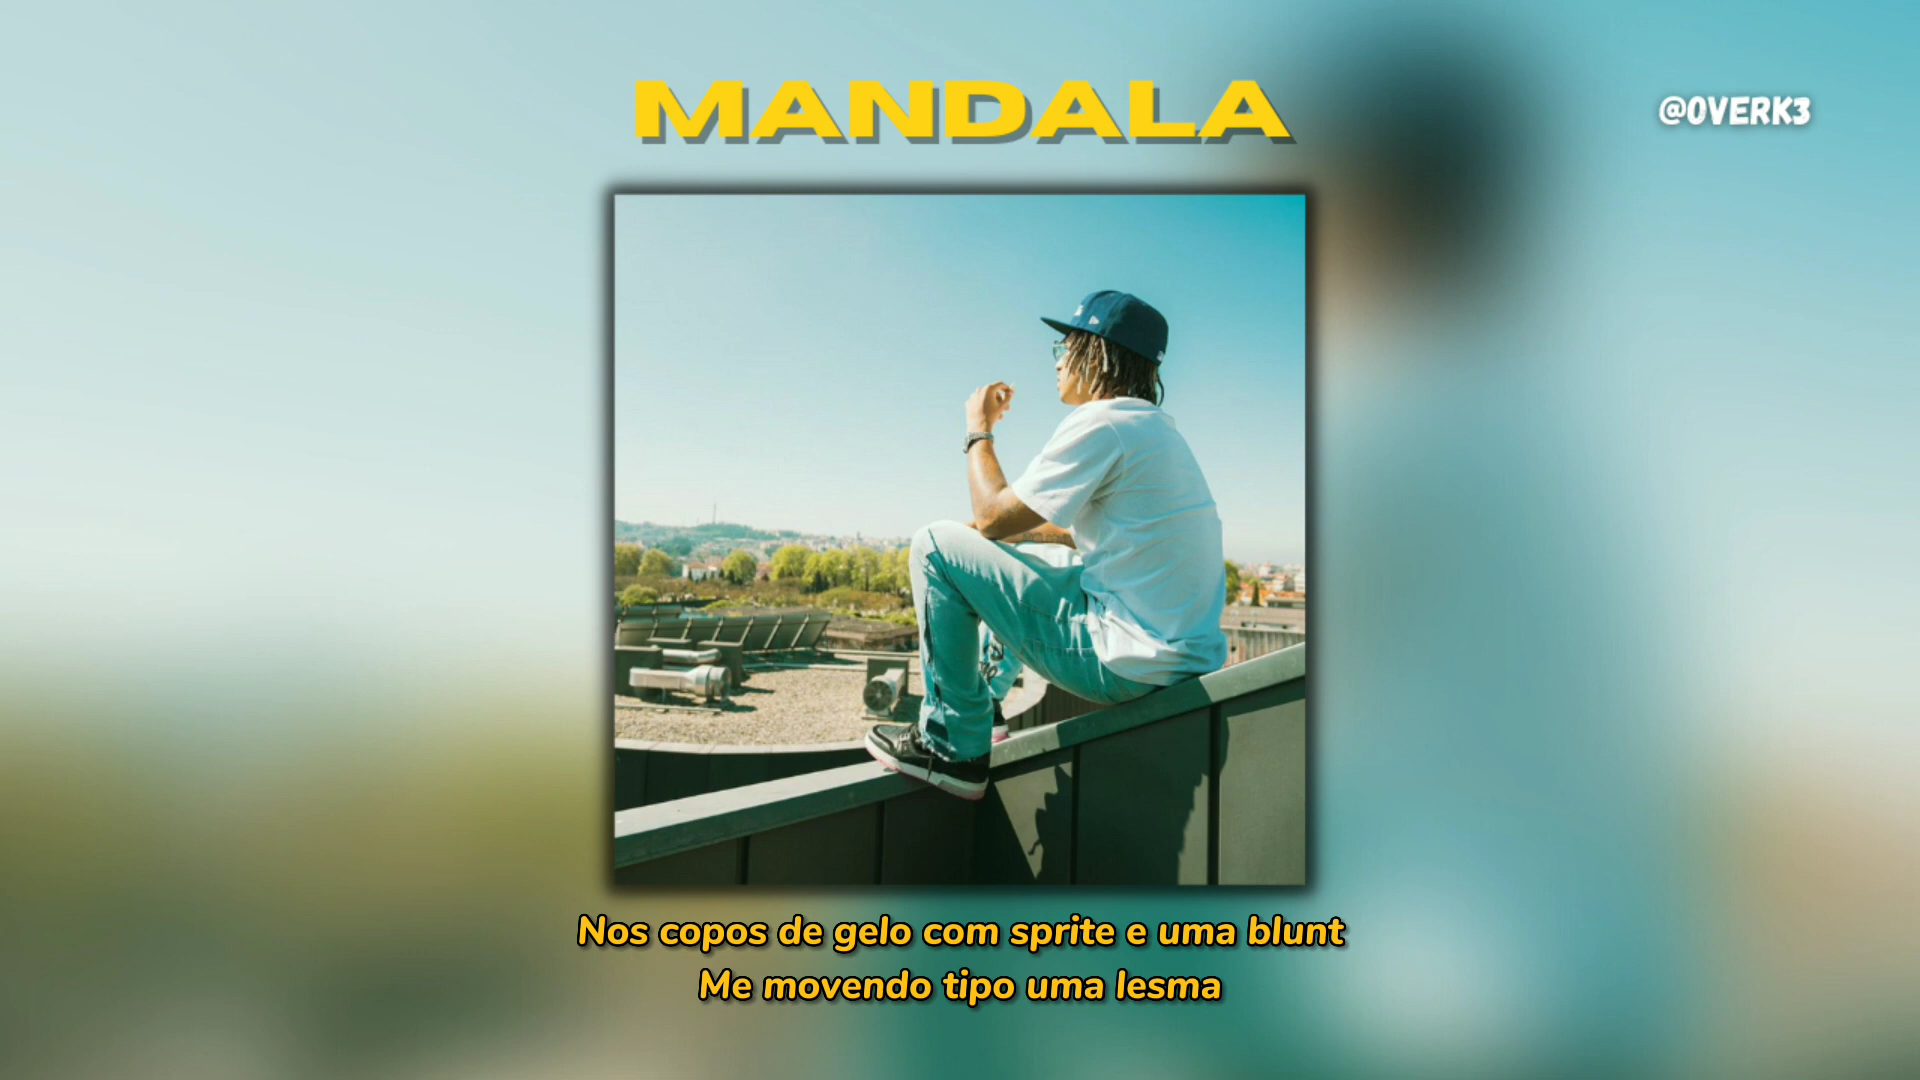 MANDALA
@0VERK3
Nos copos de gelo com sprite e uma blunt
Me movendo tipo uma lesma